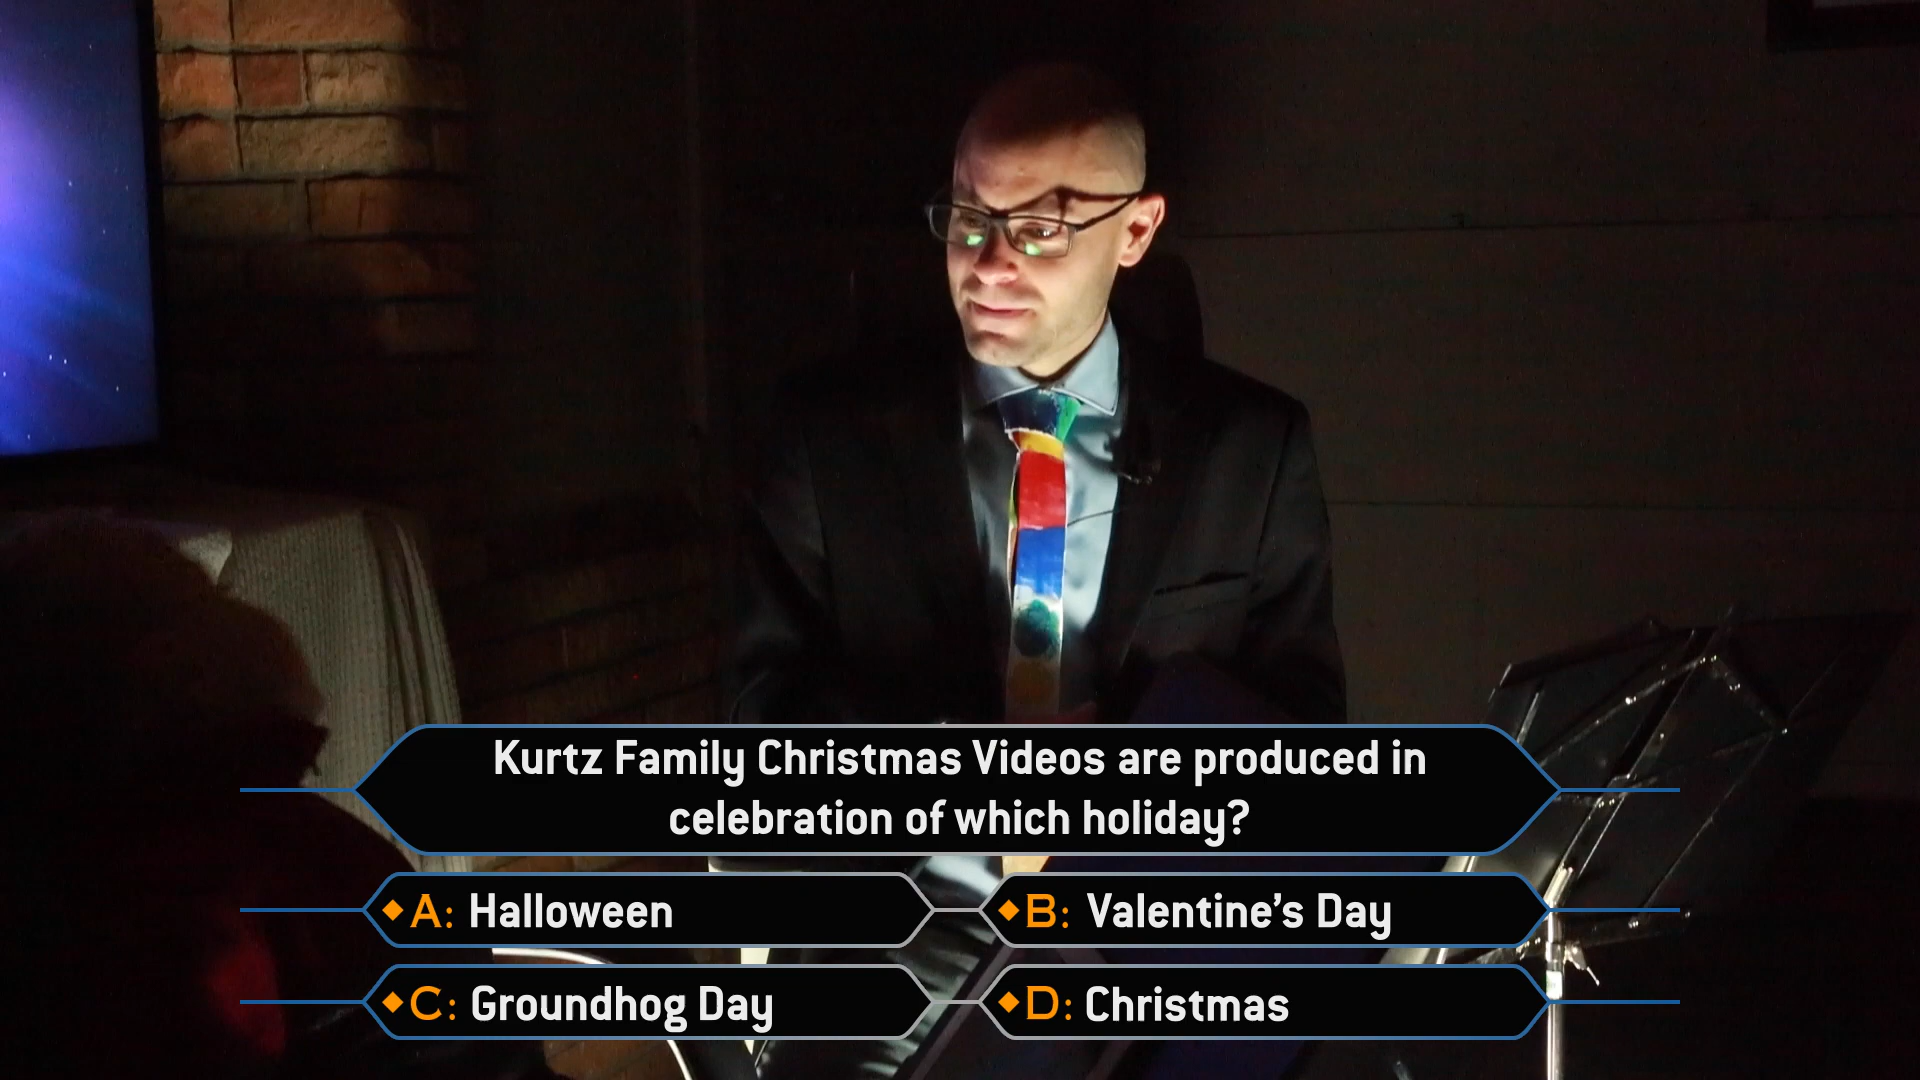 Kurtz Family Christmas Videos are produced in
celebration of which holiday?
A: Halloween
B: Valentine's Day
C: Groundhog Day
D: Christmas